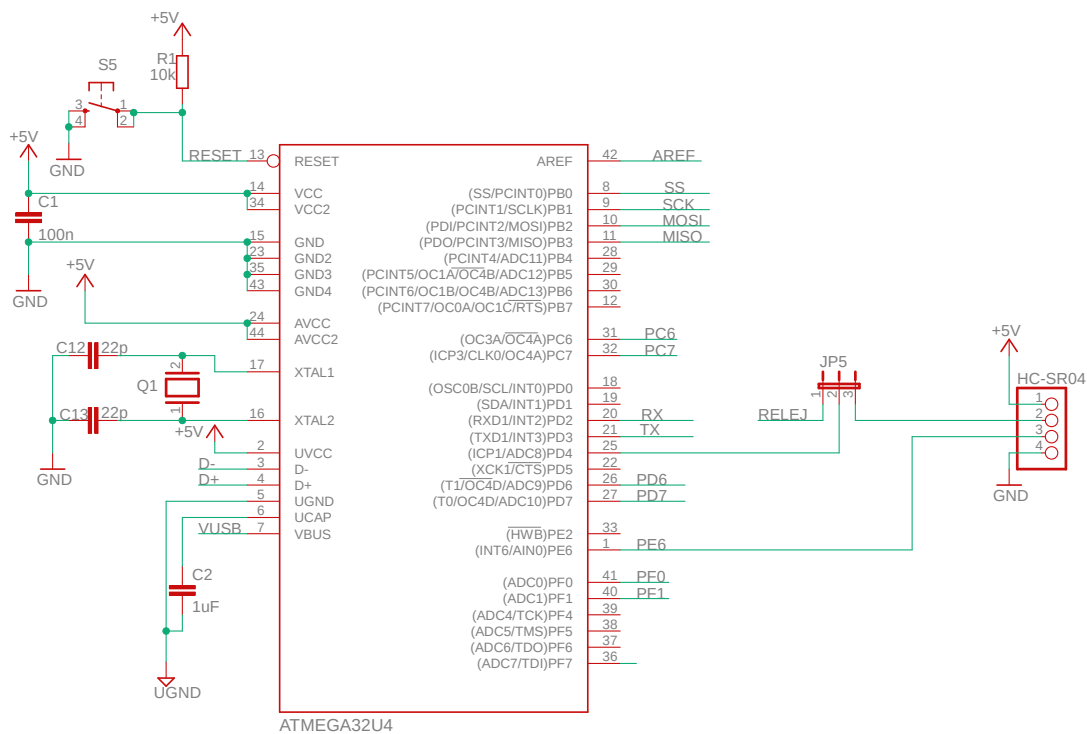 +5V
R1
10k
S5
3
1
4
2
GND
+5V
RESET
13
RESET
AREF
42
AREF
14
VCC
(SS/PCINT0)PB0
8
SS
34
VCC2
(PCINT1/SCLK)PB1
9
SCK
C1
100n
(PDI/PCINT2/MOSI)PB2
10
MOSI
15
GND
(PDO/PCINT3/MISO)PB3
11
MISO
23
GND2
(PCINT4/ADC11)PB4
28
35
GND3
(PCINT5/OC1A/OC4B/ADC12)PB5
29
43
GND4
(PCINT6/OC1B/OC4B/ADC13)PB6
30
(PCINT7/OC0A/OC1C/RTS)PB7
12
GND
+5V
24
AVCC
44
AVCC2
(OC3A/OC4A)PC6
31
PC6
(ICP3/CLK0/OC4A)PC7
32
PC7
C12
22p
2
Q1
1
17
XTAL1
C13
22p
16
XTAL2
(OSC0B/SCL/INT0)PD0
18
(SDA/INT1)PD1
19
(RXD1/INT2)PD2
20
RX
(TXD1/INT3)PD3
21
TX
(ICP1/ADC8)PD4
25
(XCK1/CTS)PD5
22
(T1/OC4D/ADC9)PD6
26
PD6
(T0/OC4D/ADC10)PD7
27
PD7
GND
+5V
2
UVCC
D-
3
D-
D+
4
D+
5
UGND
6
UCAP
VUSB
7
VBUS
(HWB)PE2
33
(INT6/AIN0)PE6
1
PE6
(ADC0)PF0
41
PF0
(ADC1)PF1
40
PF1
(ADC4/TCK)PF4
39
(ADC5/TMS)PF5
38
(ADC6/TDO)PF6
37
(ADC7/TDI)PF7
36
C2
1uF
UGND
ATMEGA32U4
JP5
1
2
3
RELEJ
+5V
HC-SR04
1
2
3
4
GND